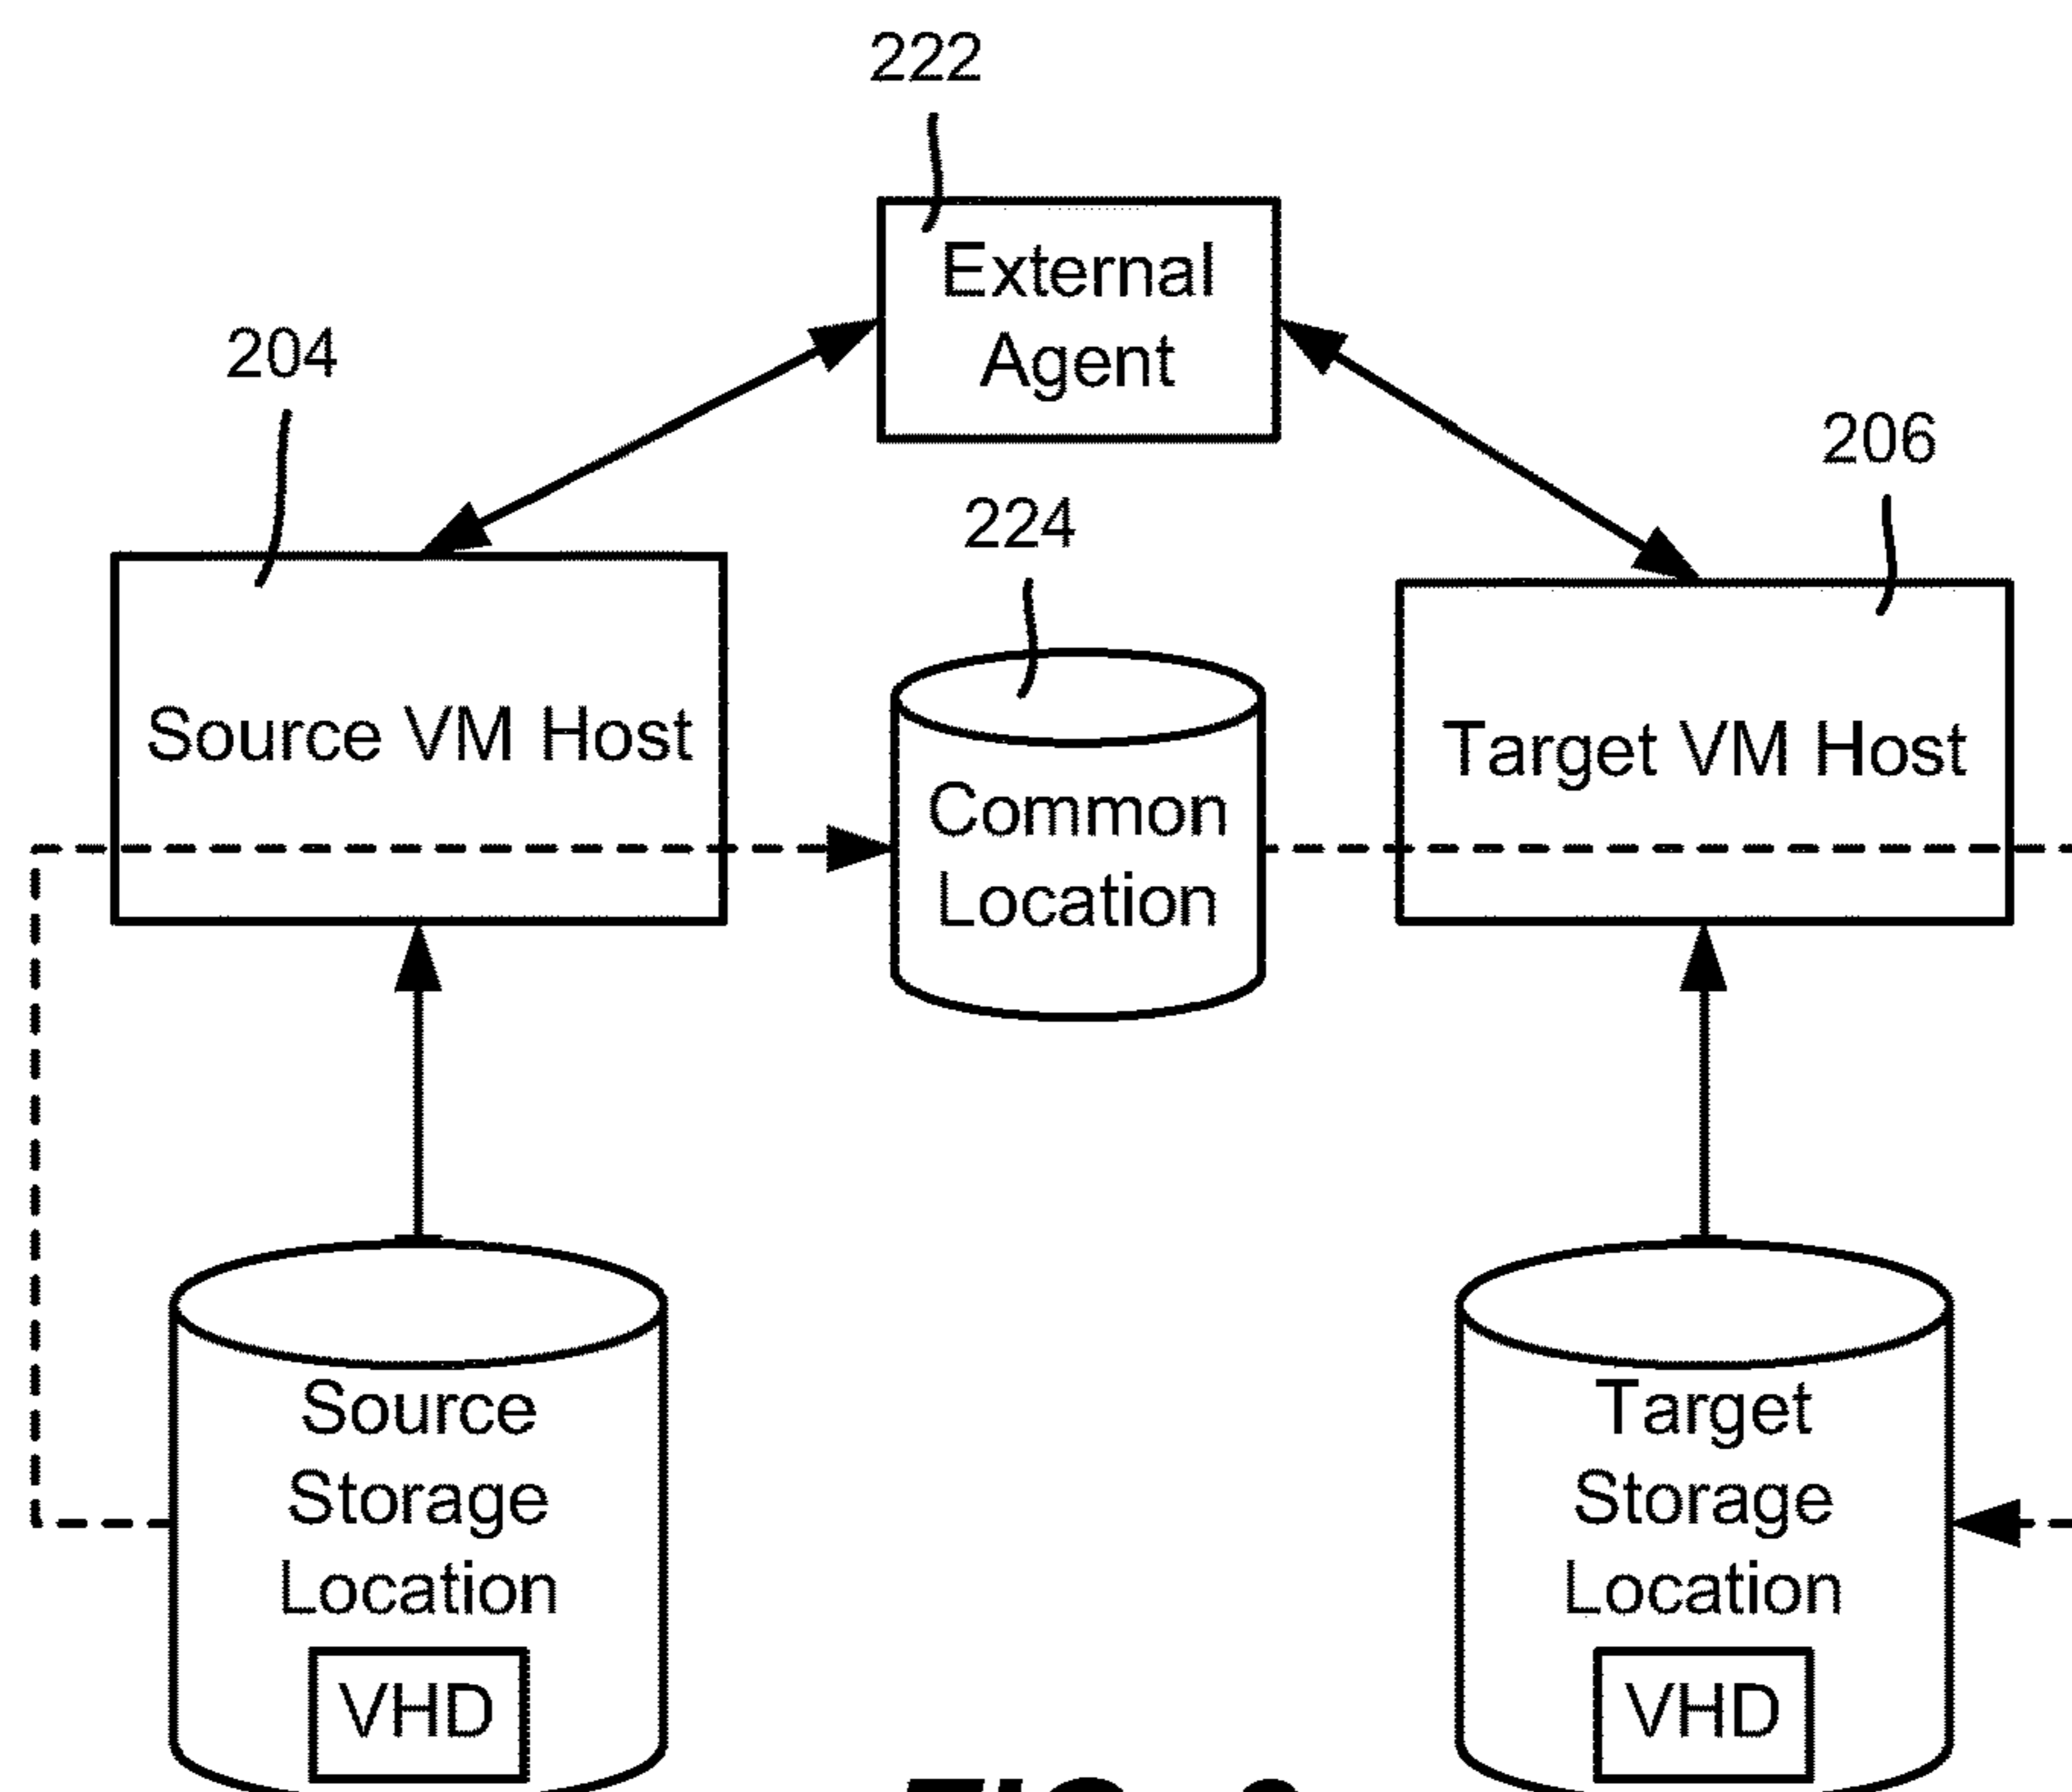 222
External
Agent
204
206
224
Source VM Host
Target VM Host
Common
Location
Source
Storage
Location
VHD
Target
Storage
Location
VHD